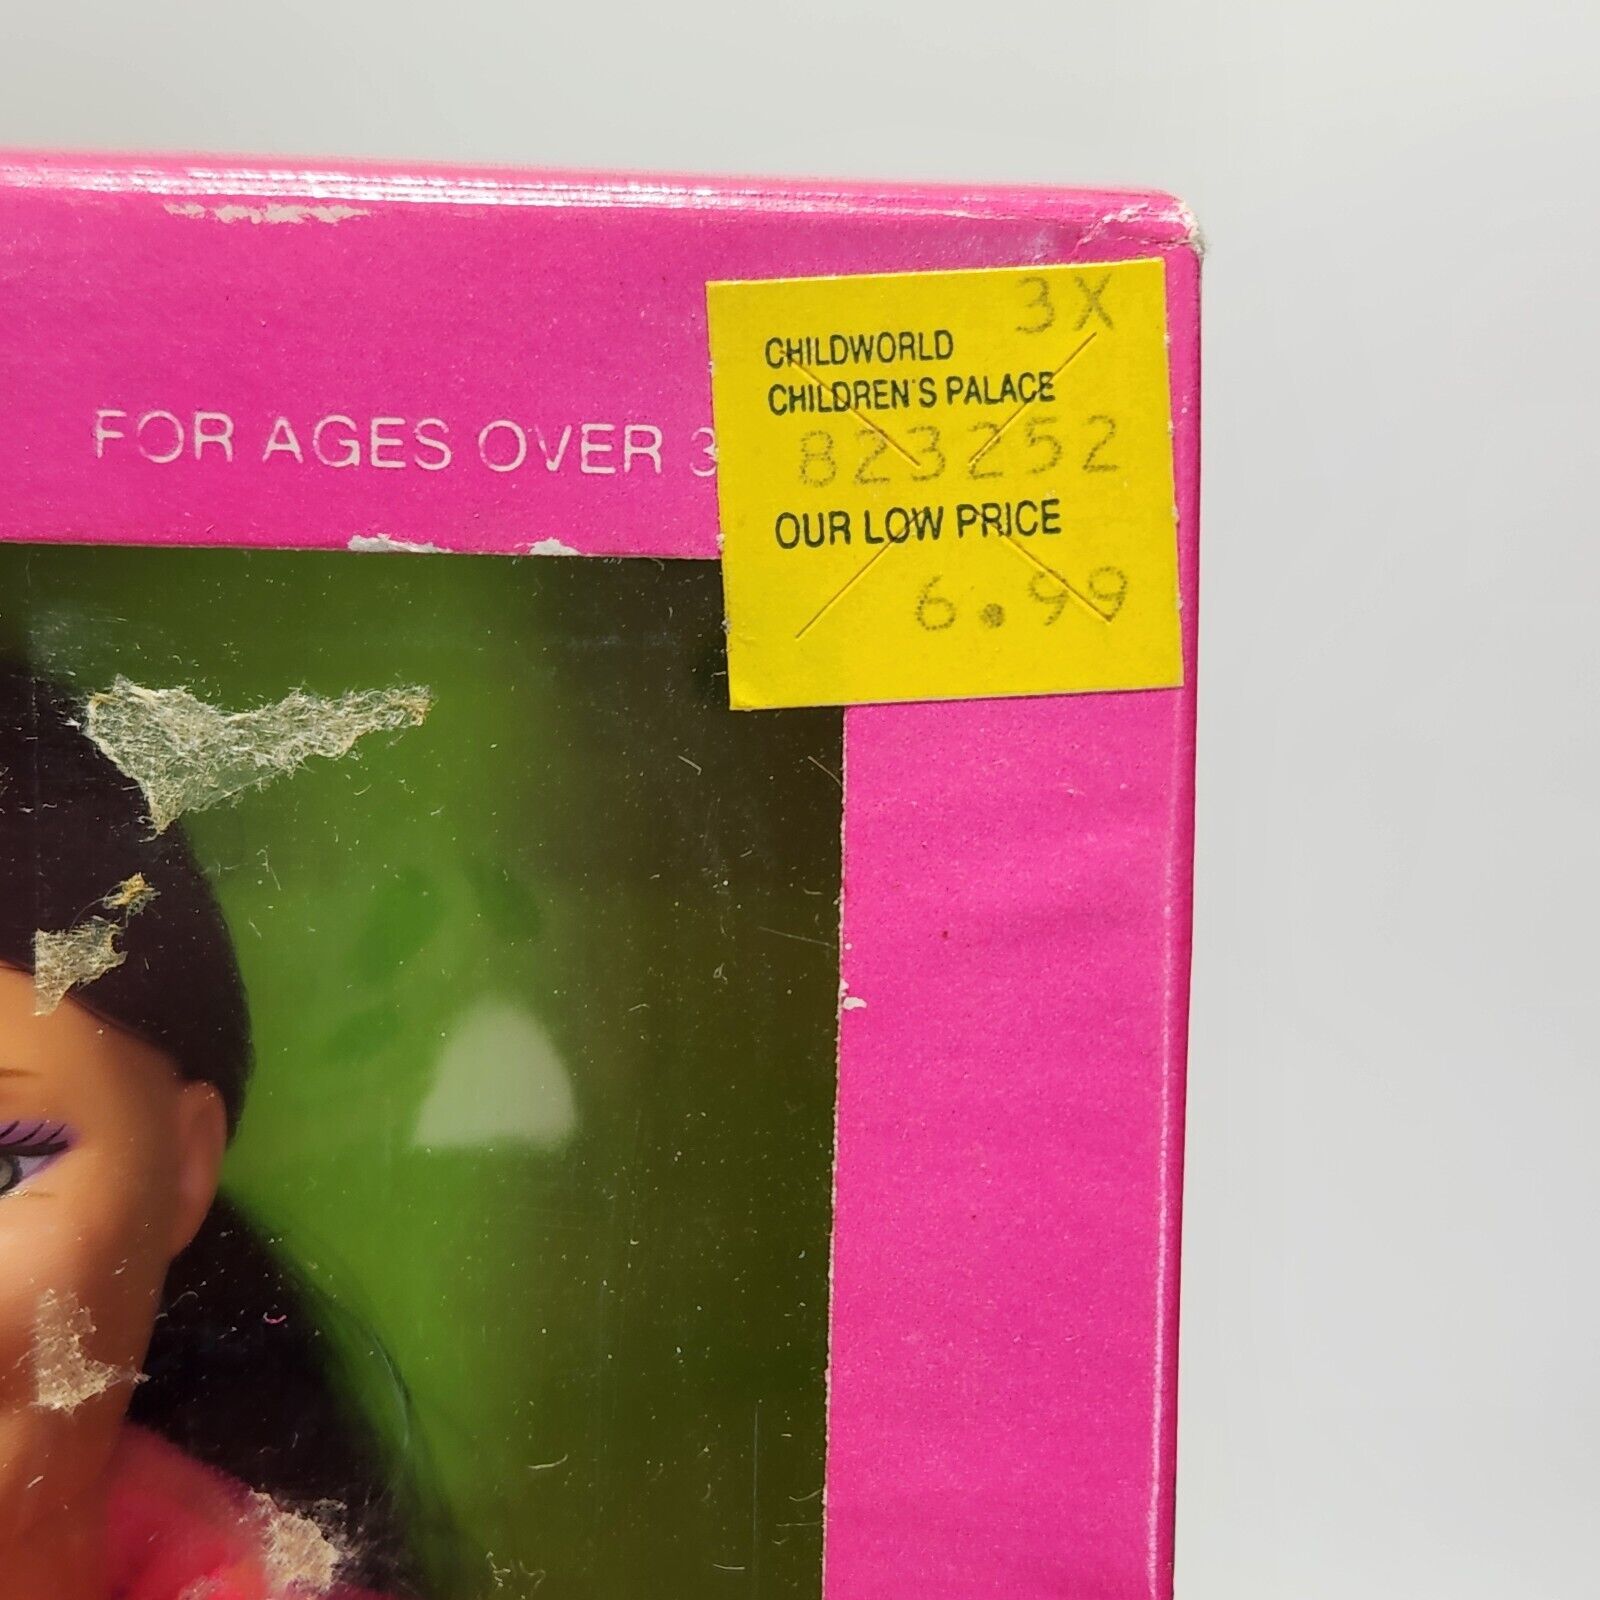 3X
CHILDWORLD
CHILDREN'S PALACE
FOR AGES OVER 3
823252
OUR LOW PRICE
6.99